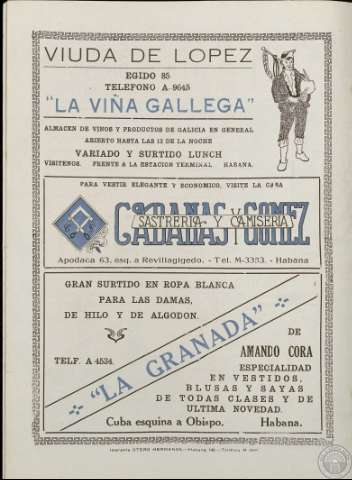 VIUDA DE LOPEZ
EGIDO 85
TELEFONO A-9645
"LA VIÑA GALLEGA"
ALMACEN DE VINOS Y PRODUCTOS DE GALICIA EN GENERAL
ABIERTO HASTA LAS 12 DE LA NOCHE
VARIADO Y SURTIDO LUNCH
VISITENOS. FRENTE A LA ESTACION TERMINAL HABANA.
PARA VESTIR ELEGANTE Y ECONOMICO, VISITE LA CASA
CABANAS Y GOMEZ
SASTRERIA Y CAMISERIA
Apodaca 63, esq. a Revillagigedo. - Tel. M-3353. - Habana
GRAN SURTIDO EN ROPA BLANCA
PARA LAS DAMAS,
DE HILO Y DE ALGODON.
TELF. A 4534.
"LA GRANADA"
DE
AMANDO CORA
ESPECIALIDAD
EN VESTIDOS,
BLUSAS Y SAYAS
DE TODAS CLASES Y DE
ULTIMA NOVEDAD.
Cuba esquina a Obispo. Habana.